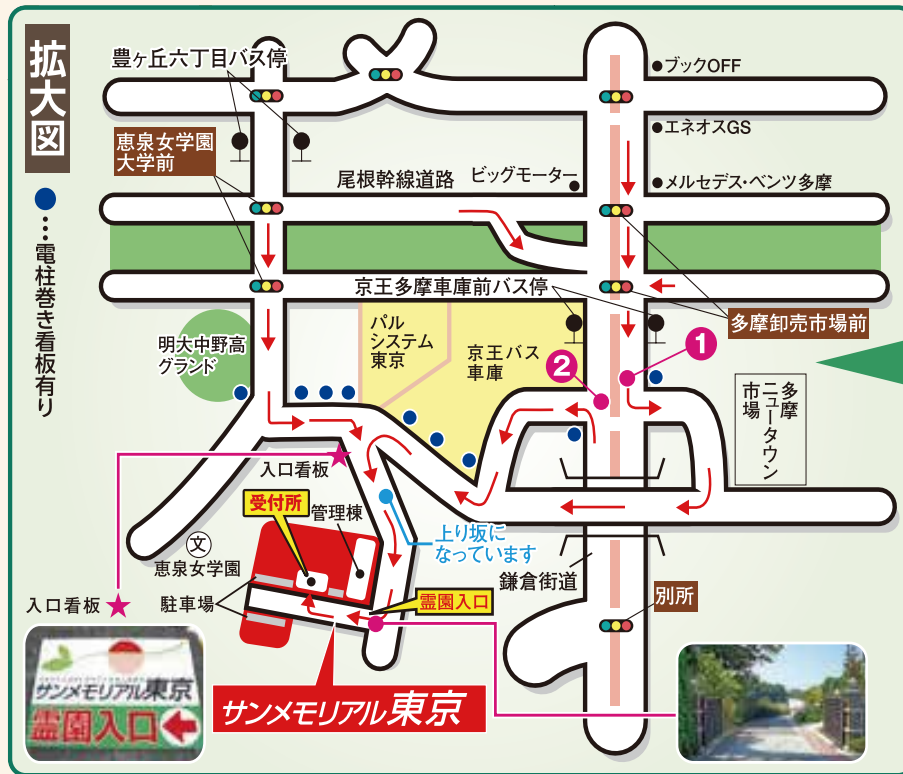 拡大図
●…電柱巻き看板有り
豊ヶ丘六丁目バス停
恵泉女学園
大学前
尾根幹線道路
ビッグモーター
ブックOFF
エネオスGS
メルセデス・ベンツ多摩
京王多摩車庫前バス停
多摩卸売市場前
明大中野高
グランド
パル
システム
東京
京王バス
車庫
1
2
多摩
ニュータウン
市場
入口看板
受付所
管理棟
上り坂に
なっています
文
恵泉女学園
駐車場
霊園入口
鎌倉街道
別所
入口看板★
サンメモリアル東京
サンメモリアル東京
霊園入口